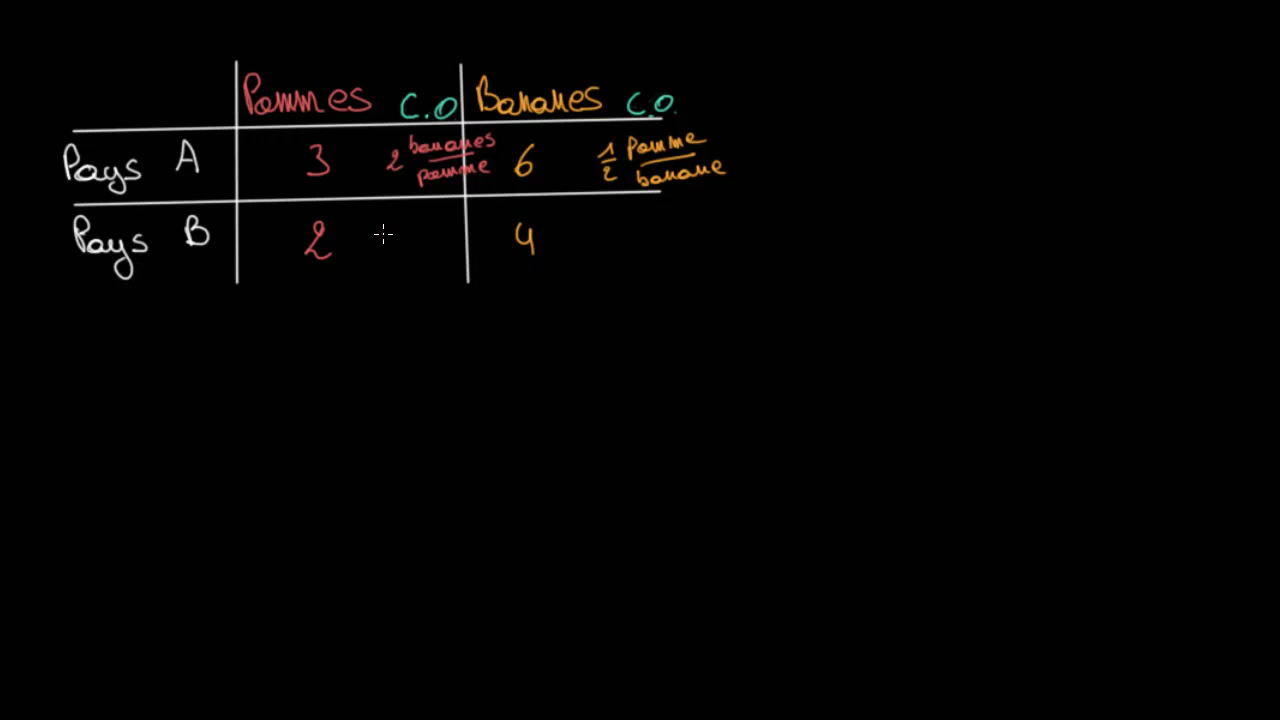 Pommes C.O Bananes C.O.
Pays A 3 2 bananes/pomme 6 1/2 Pomme/banane
Pays B 2 4